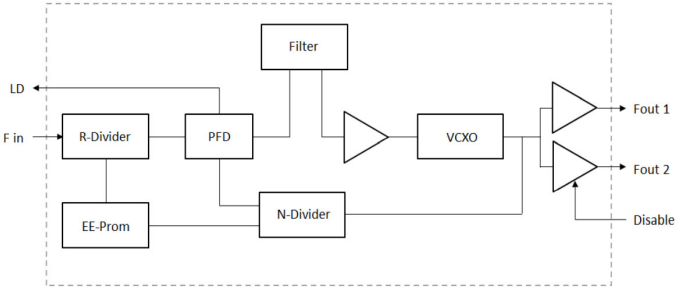 Filter
LD
Fout 1
F in
R-Divider
PFD
VCXO
Fout 2
EE-Prom
N-Divider
Disable